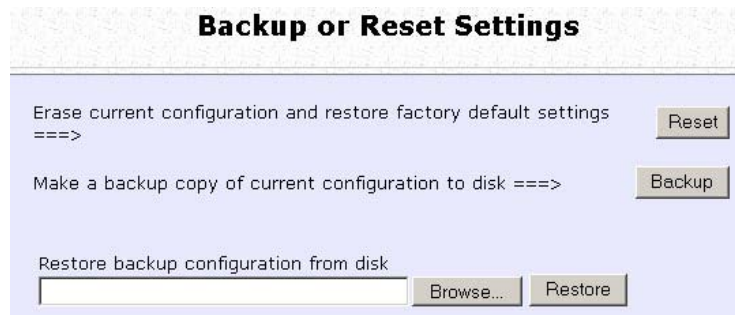 Backup or Reset Settings
Erase current configuration and restore factory default settings
===>
Reset
Make a backup copy of current configuration to disk ===>
Backup
Restore backup configuration from disk
Browse...
Restore